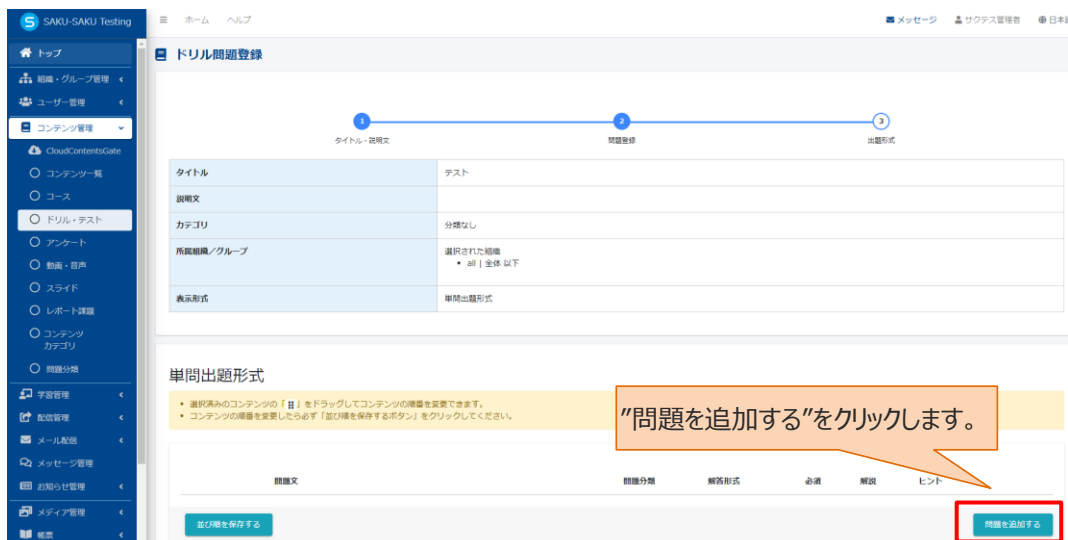 SAKU-SAKU Testing
ホーム ヘルプ
メッセージ サクテス管理者
トップ
組織・グループ管理
ユーザー管理
コンテンツ管理
CloudContentsGate
コンテンツ一覧
コース
ドリル・テスト
アンケート
動画・音声
スライド
レポート課題
コンテンツ
カテゴリ
問題分類
学習管理
配信管理
メール配信
メッセージ管理
お知らせ管理
メディア管理
帳票
ドリル問題登録
1 2 3
タイトル・説明文 問題登録 出題形式
タイトル テスト
説明文
カテゴリ 分類なし
所属組織/グループ 選択された組織
• all | 全体 以下
表示形式 単問出題形式
単問出題形式
• 選択済みのコンテンツの「 」をドラッグしてコンテンツの順番を変更できます。
• コンテンツの順番を変更したら必ず「並び順を保存するボタン」をクリックしてください。
”問題を追加する”をクリックします。
問題文 問題分類 解答形式 必須 解説 ヒント
並び順を保存する 問題を追加する